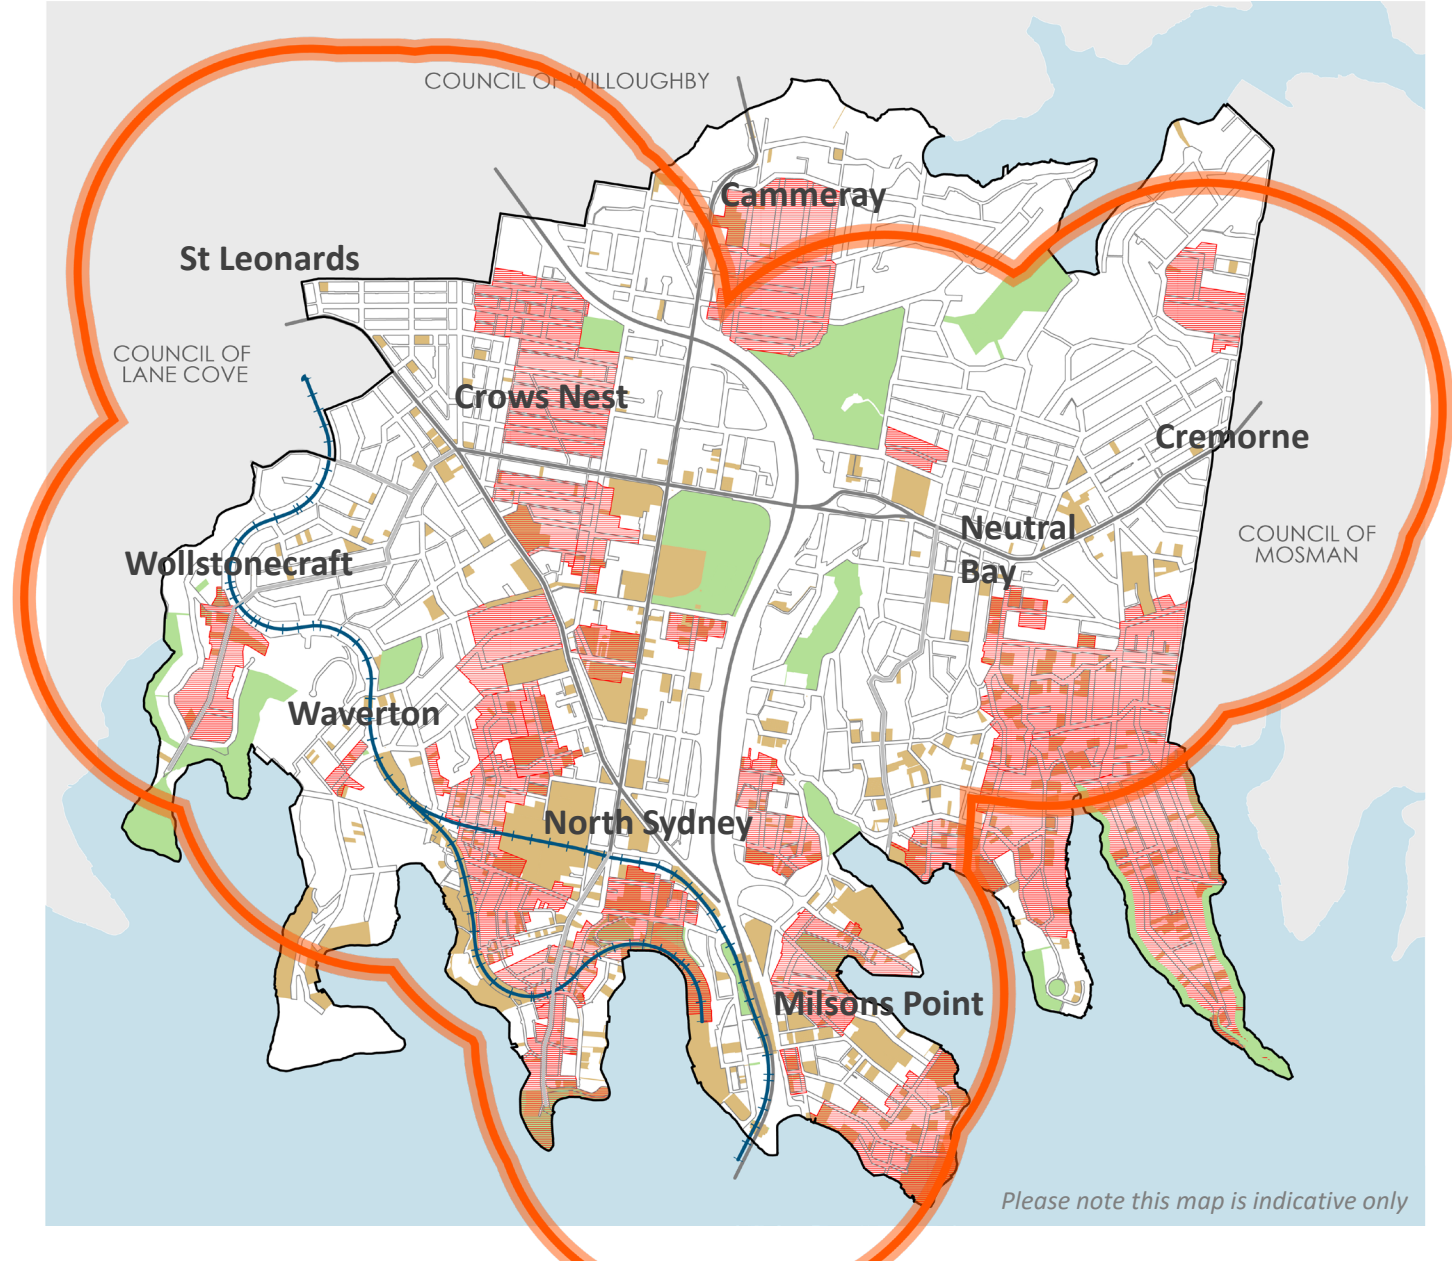 COUNCIL OF WILLOUGHBY
Cammeray
St Leonards
COUNCIL OF
LANE COVE
Crows Nest
Cremorne
Neutral
Bay
COUNCIL OF
MOSMAN
Wollstonecraft
Waverton
North Sydney
Milsons Point
Please note this map is indicative only